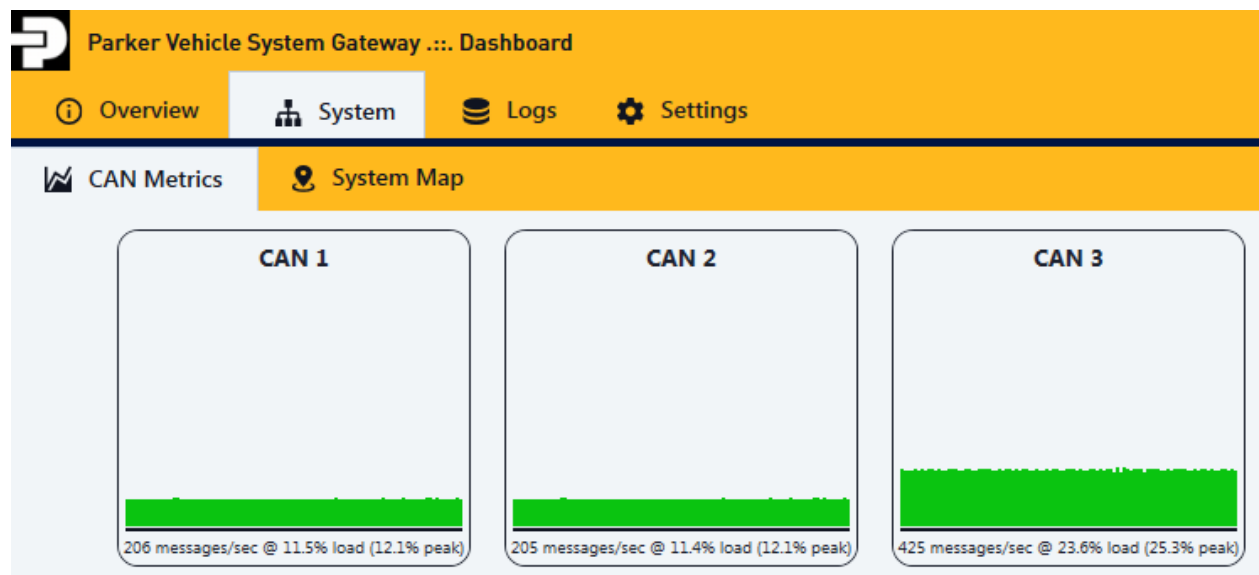 Parker Vehicle System Gateway .::. Dashboard
Overview System Logs Settings
CAN Metrics System Map
CAN 1 CAN 2 CAN 3
206 messages/sec @ 11.5% load (12.1% peak) 205 messages/sec @ 11.4% load (12.1% peak) 425 messages/sec @ 23.6% load (25.3% peak)